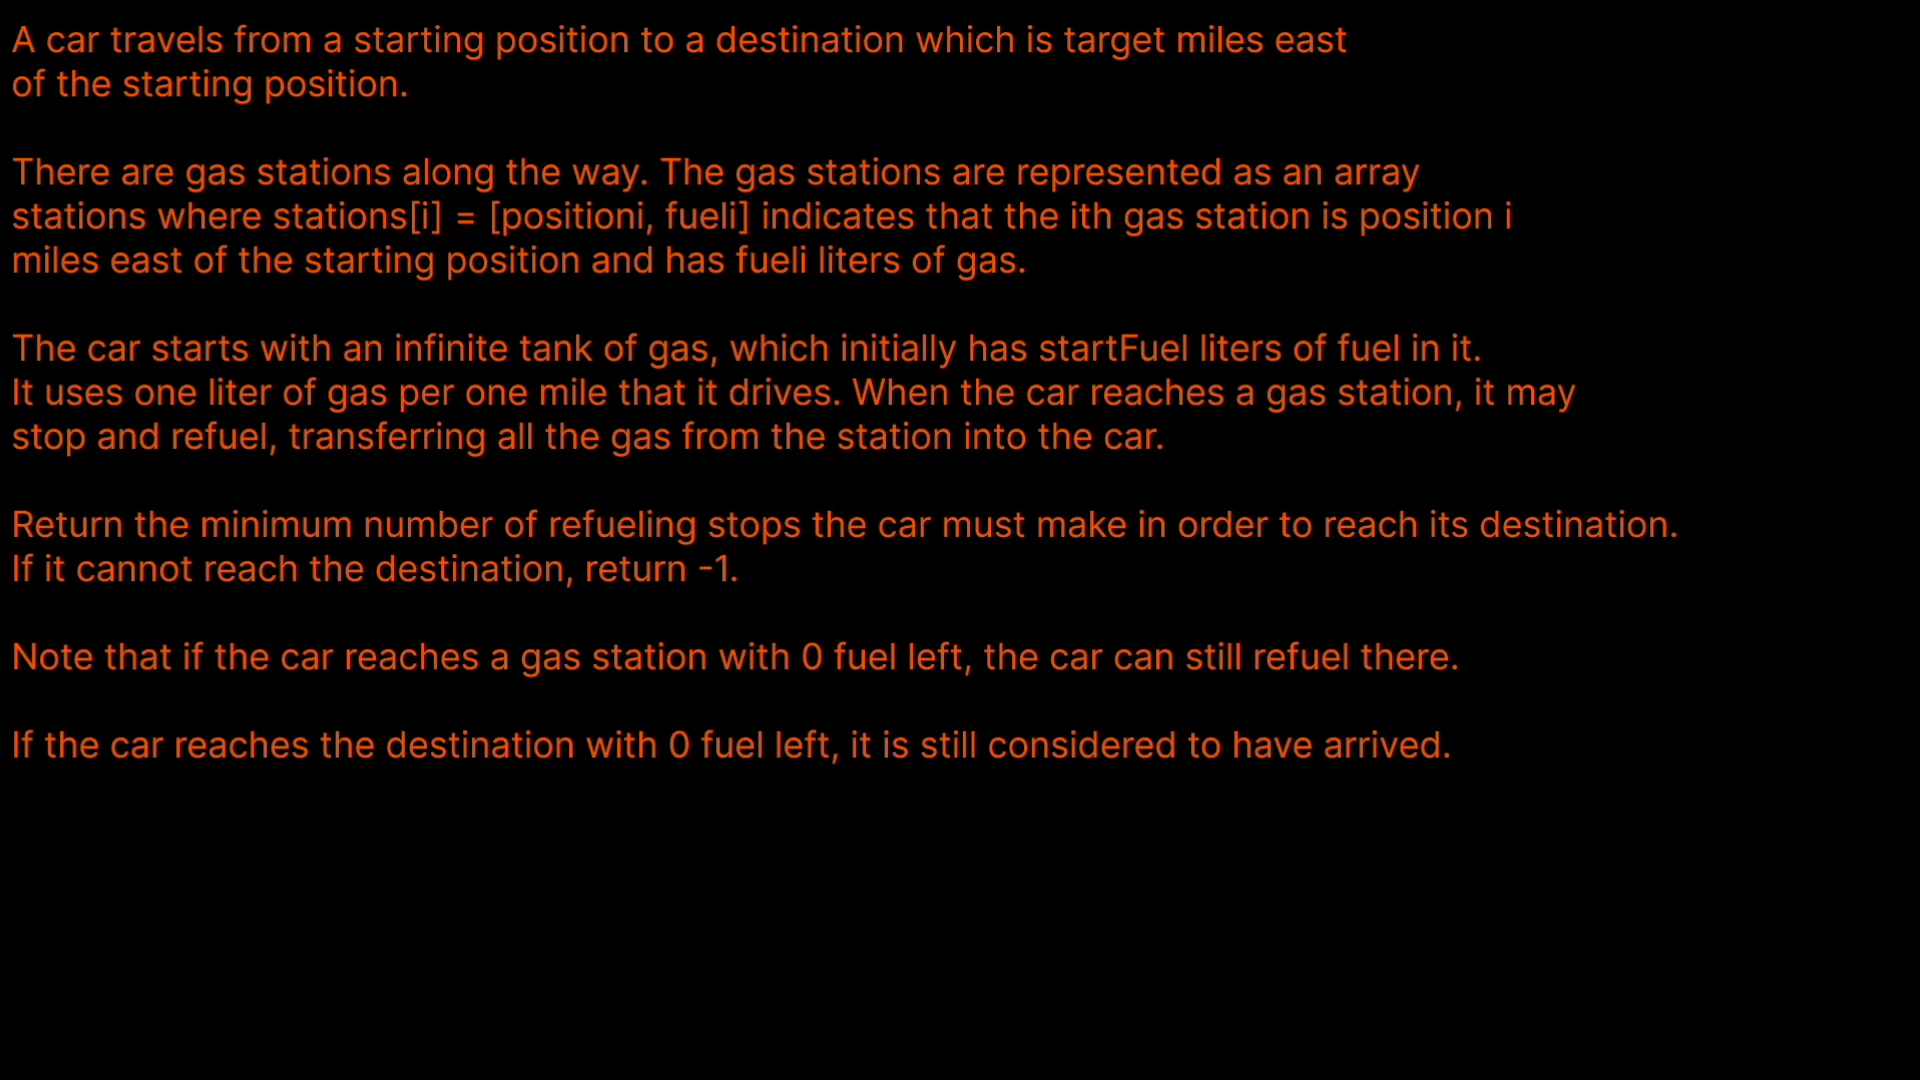 A car travels from a starting position to a destination which is target miles east
of the starting position.
There are gas stations along the way. The gas stations are represented as an array
stations where stations[i] = [positioni, fueli] indicates that the ith gas station is position i
miles east of the starting position and has fueli liters of gas.
The car starts with an infinite tank of gas, which initially has startFuel liters of fuel in it.
It uses one liter of gas per one mile that it drives. When the car reaches a gas station, it may
stop and refuel, transferring all the gas from the station into the car.
Return the minimum number of refueling stops the car must make in order to reach its destination.
If it cannot reach the destination, return -1.
Note that if the car reaches a gas station with 0 fuel left, the car can still refuel there.
If the car reaches the destination with 0 fuel left, it is still considered to have arrived.